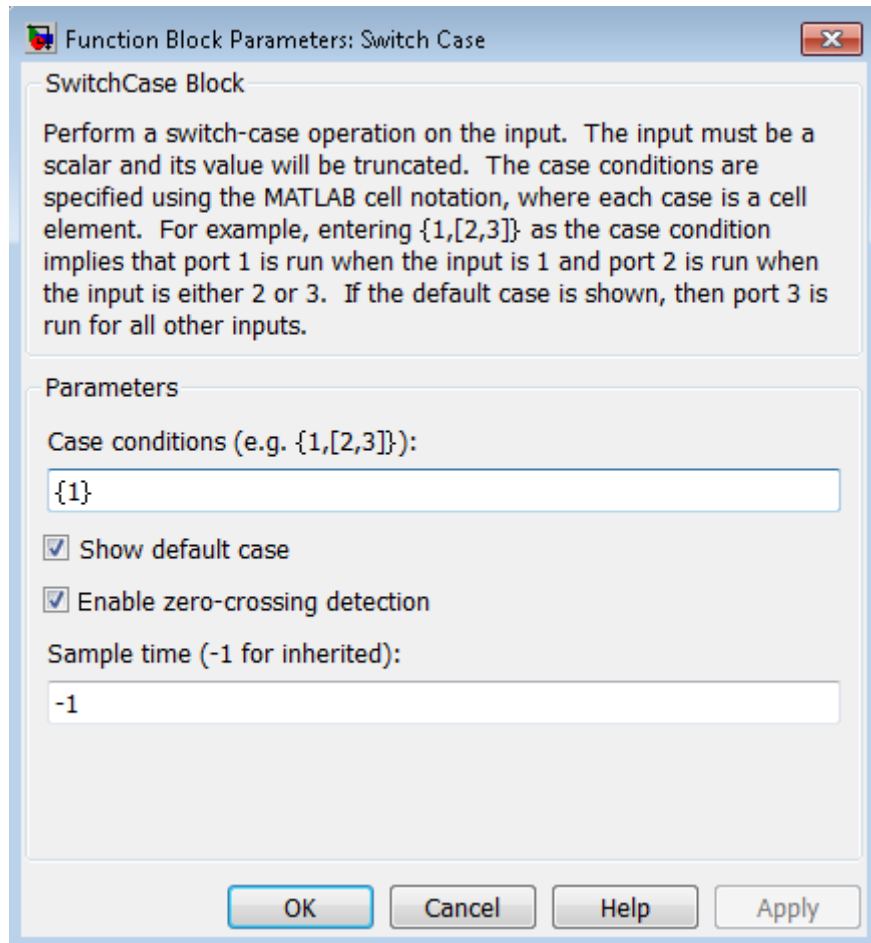 Function Block Parameters: Switch Case
SwitchCase Block
Perform a switch-case operation on the input.  The input must be a
scalar and its value will be truncated.  The case conditions are
specified using the MATLAB cell notation, where each case is a cell
element.  For example, entering {1,[2,3]} as the case condition
implies that port 1 is run when the input is 1 and port 2 is run when
the input is either 2 or 3.  If the default case is shown, then port 3 is
run for all other inputs.
Parameters
Case conditions (e.g. {1,[2,3]}):
{1}
Show default case
Enable zero-crossing detection
Sample time (-1 for inherited):
-1
OK Cancel Help Apply